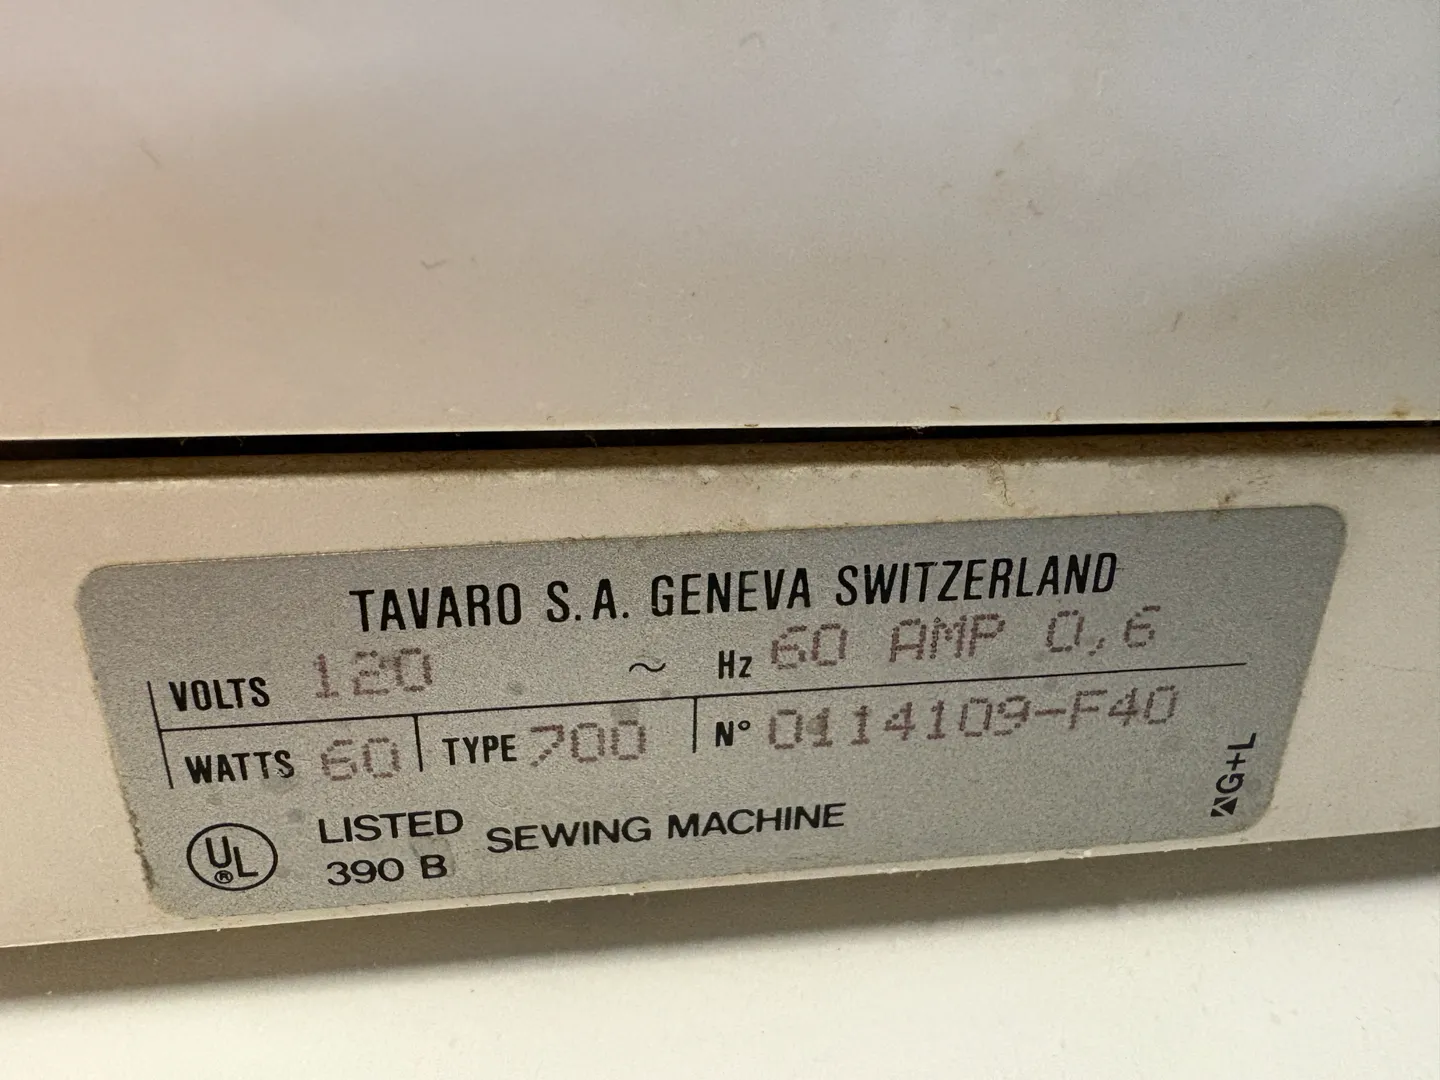 TAVARO S.A. GENEVA SWITZERLAND
VOLTS 120 ~ Hz 60 AMP 0,6
WATTS 60 TYPE 700 N° 0114109-F40
UL ® LISTED SEWING MACHINE
390 B
G+L